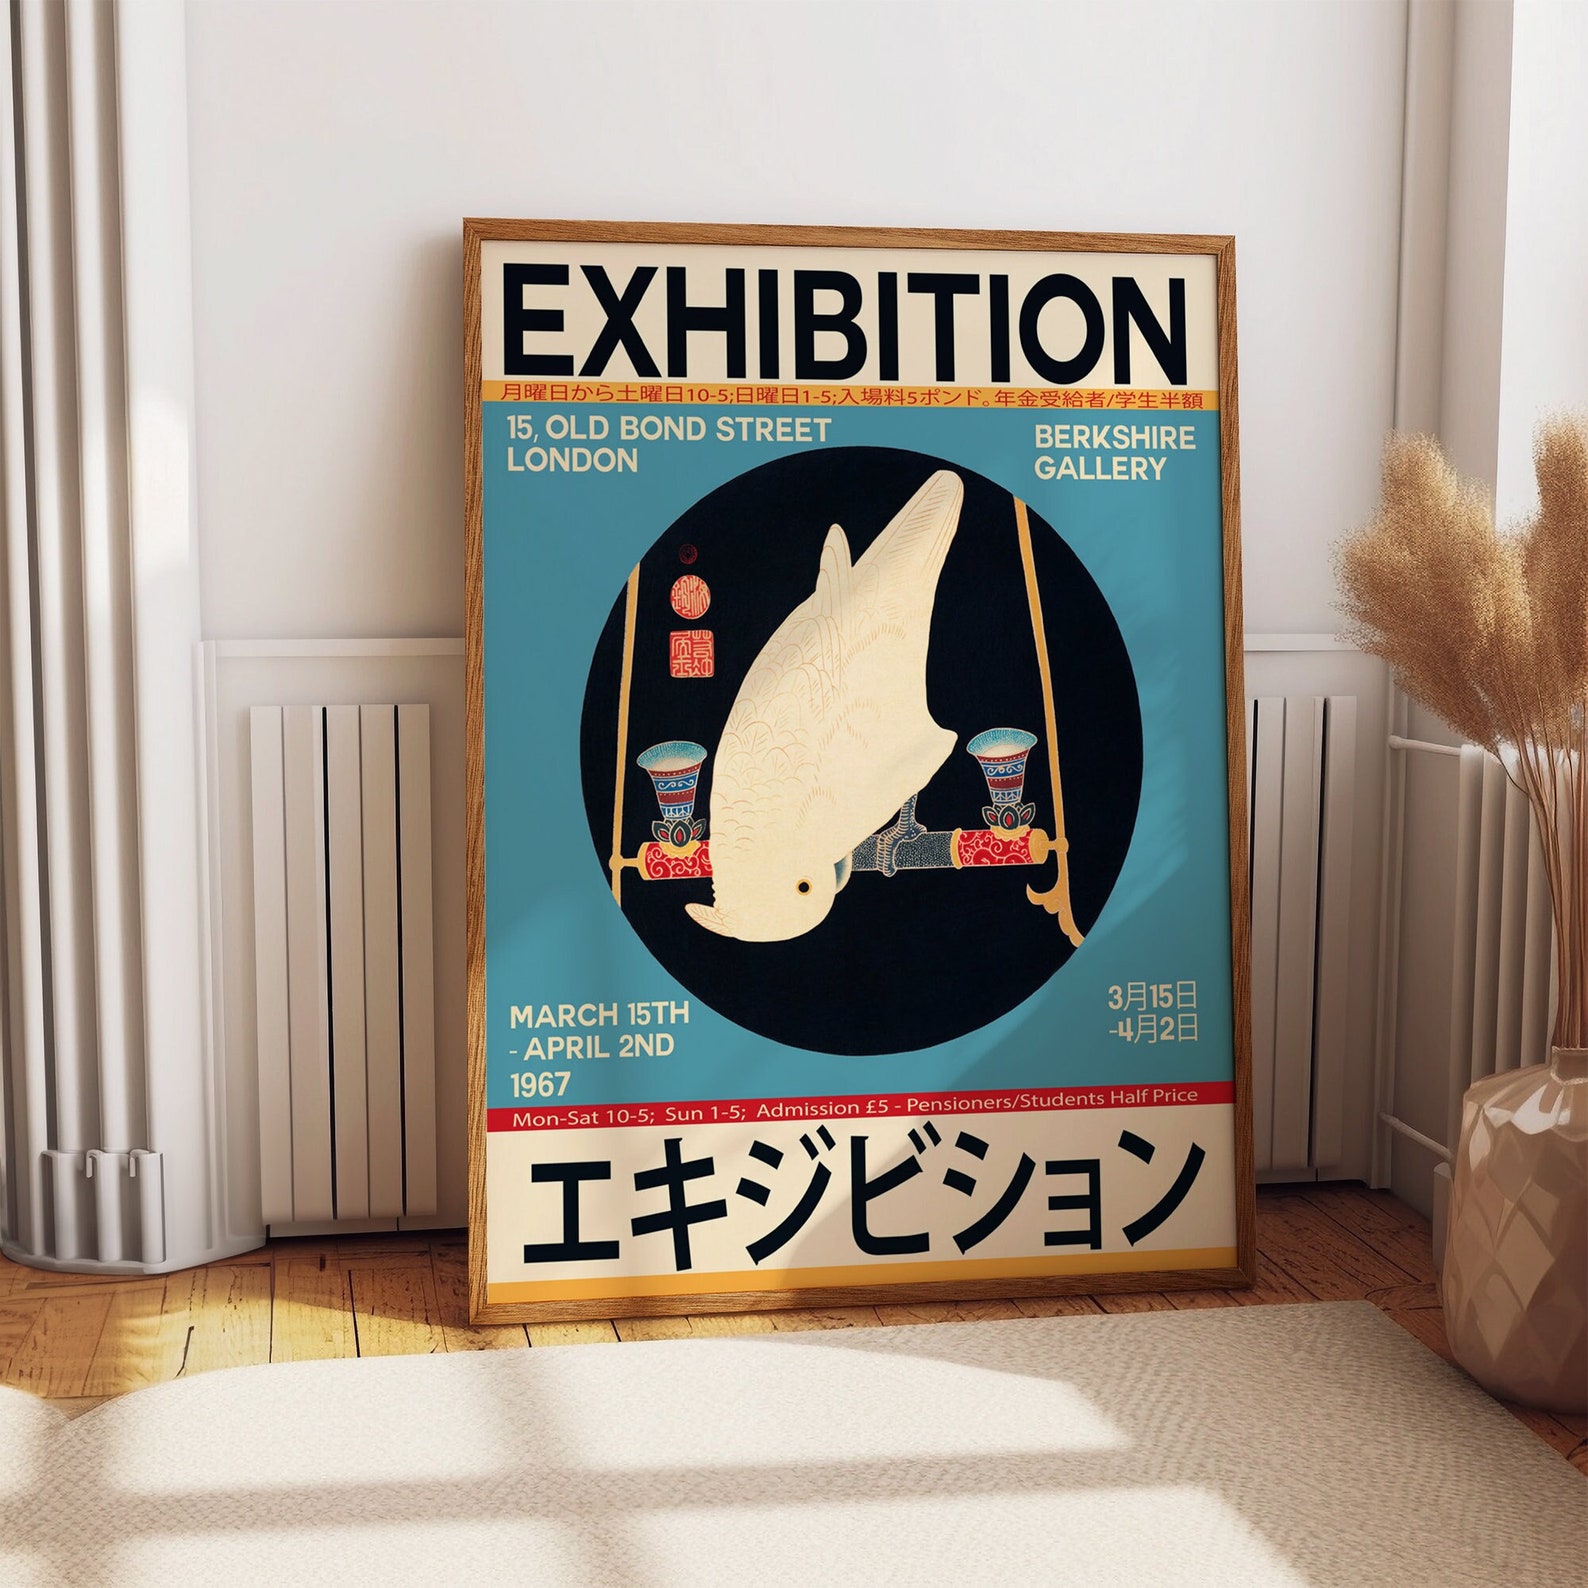 EXHIBITION
月曜日から土曜日10-5;日曜日1-5;入場料5ポンド。年金受給者/学生半額
15, OLD BOND STREET
LONDON
BERKSHIRE
GALLERY
MARCH 15TH
- APRIL 2ND
1967
3月15日
-4月2日
Mon-Sat 10-5; Sun 1-5; Admission £5 - Pensioners/Students Half Price
エキジビション